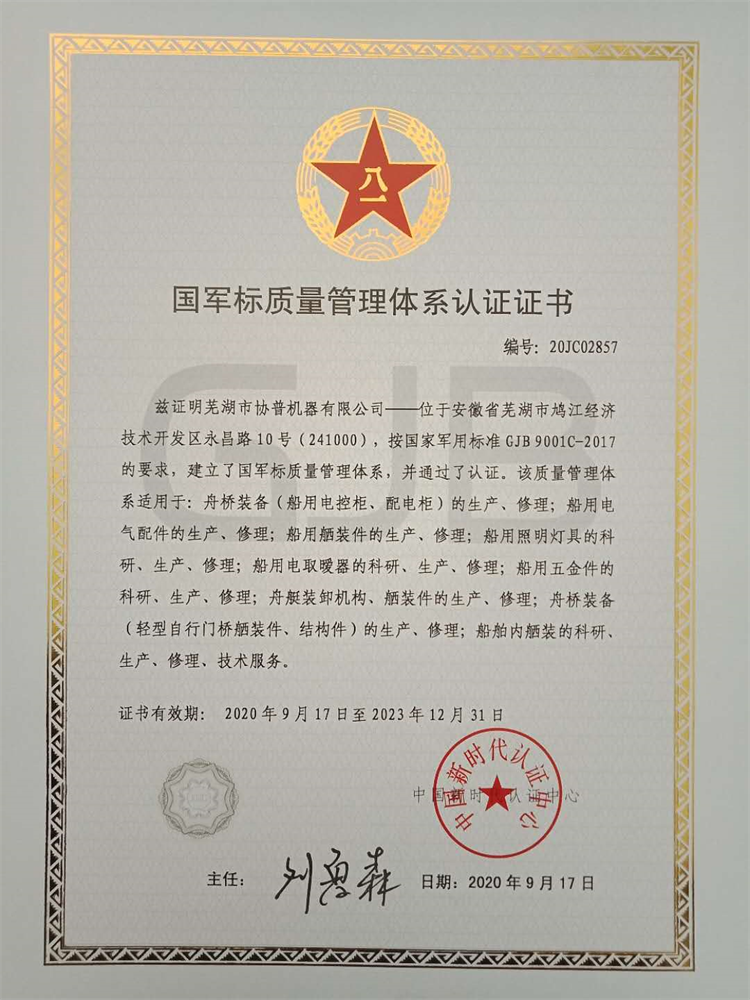 八一
国军标质量管理体系认证证书
编号：20JC02857
GJB
兹证明芜湖市协普机器有限公司——位于安徽省芜湖市鸠江经济
技术开发区永昌路10号（241000），按国家军用标准GJB 9001C-2017
的要求，建立了国军标质量管理体系，并通过了认证。该质量管理体
系适用于：舟桥装备（船用电控柜、配电柜）的生产、修理；船用电
气配件的生产、修理；船用舾装件的生产、修理；船用照明灯具的科
研、生产、修理；船用电取暖器的科研、生产、修理；船用五金件的
科研、生产、修理；舟艇装卸机构、舾装件的生产、修理；舟桥装备
（轻型自行门桥舾装件、结构件）的生产、修理；船舶内舾装的科研、
生产、修理、技术服务。
证书有效期： 2020年9月17日至2023年12月31日
中国新时代认证中心
中国新时代认证中心
主任：
日期：2020年9月17日